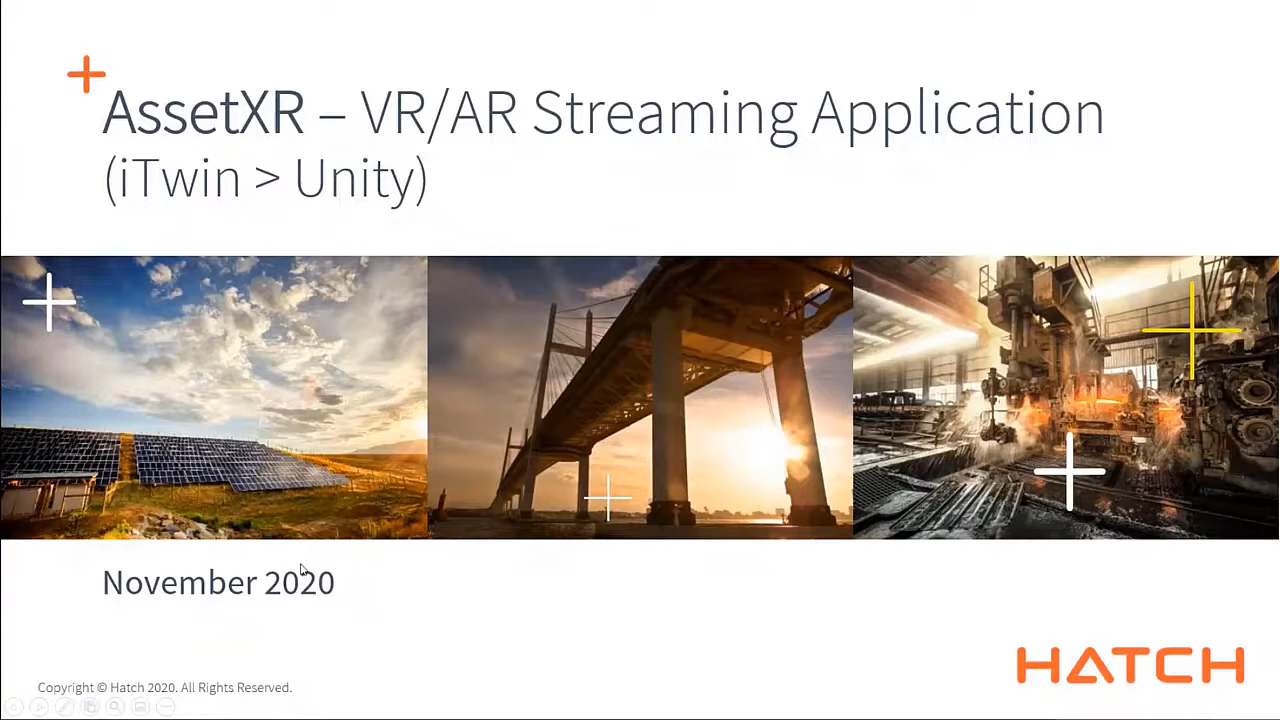 AssetXR – VR/AR Streaming Application
(iTwin > Unity)
November 2020
HATCH
Copyright © Hatch 2020. All Rights Reserved.